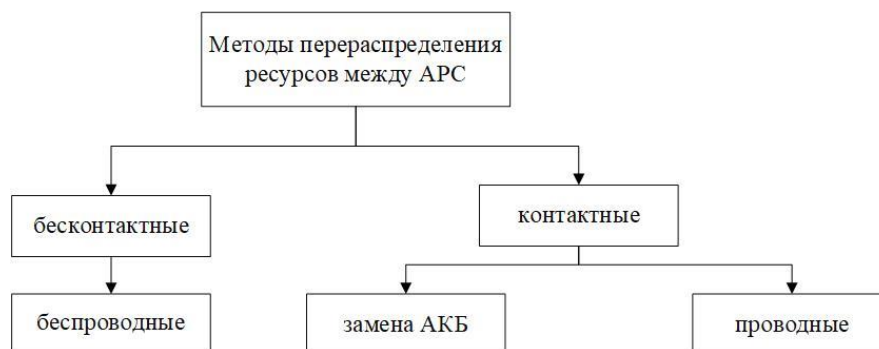 Методы перераспределения
ресурсов между АРС
бесконтактные
контактные
беспроводные
замена АКБ
проводные